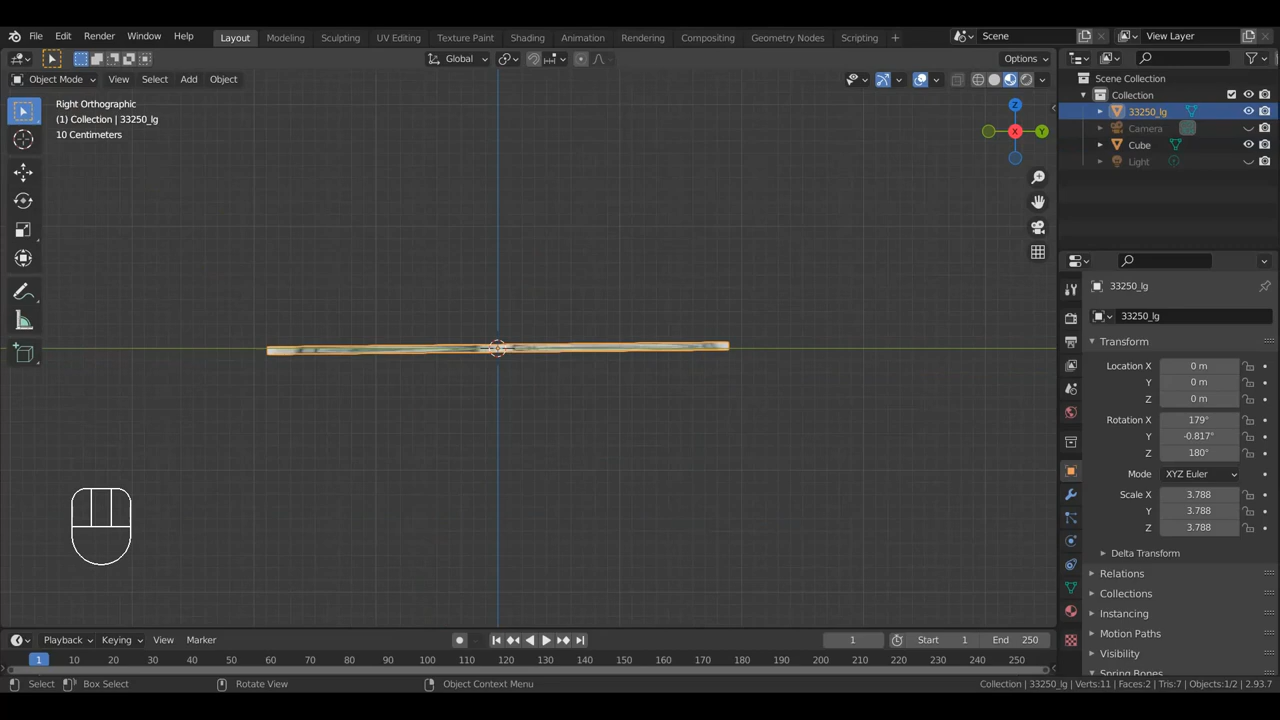 File Edit Render Window Help Layout Modeling Sculpting UV Editing Texture Paint Shading Animation Rendering Compositing Geometry Nodes Scripting + Scene View Layer
Global Options
Object Mode View Select Add Object
Right Orthographic
(1) Collection | 33250_lg
10 Centimeters
Z
X
Y
Scene Collection
Collection
33250_lg
Camera
Cube
Light
33250_lg
33250_lg
Transform
Location X 0 m
Y 0 m
Z 0 m
Rotation X 179°
Y -0.817°
Z 180°
Mode XYZ Euler
Scale X 3.788
Y 3.788
Z 3.788
Delta Transform
Relations
Collections
Instancing
Motion Paths
Visibility
Spring Bones
Playback Keying View Marker 1 Start 1 End 250
1 10 20 30 40 50 60 70 80 90 100 110 120 130 140 150 160 170 180 190 200 210 220 230 240 250
Select Box Select Rotate View Object Context Menu Collection | 33250_lg | Verts:11 | Faces:2 | Tris:7 | Objects:1/2 | 2.93.7